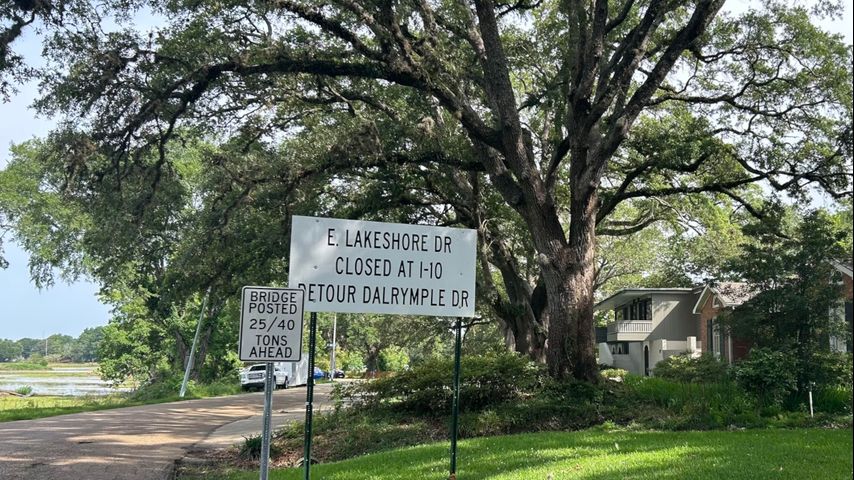 E. LAKESHORE DR
CLOSED AT I-10
DETOUR DALRYMPLE DR
BRIDGE
POSTED
25/40
TONS
AHEAD